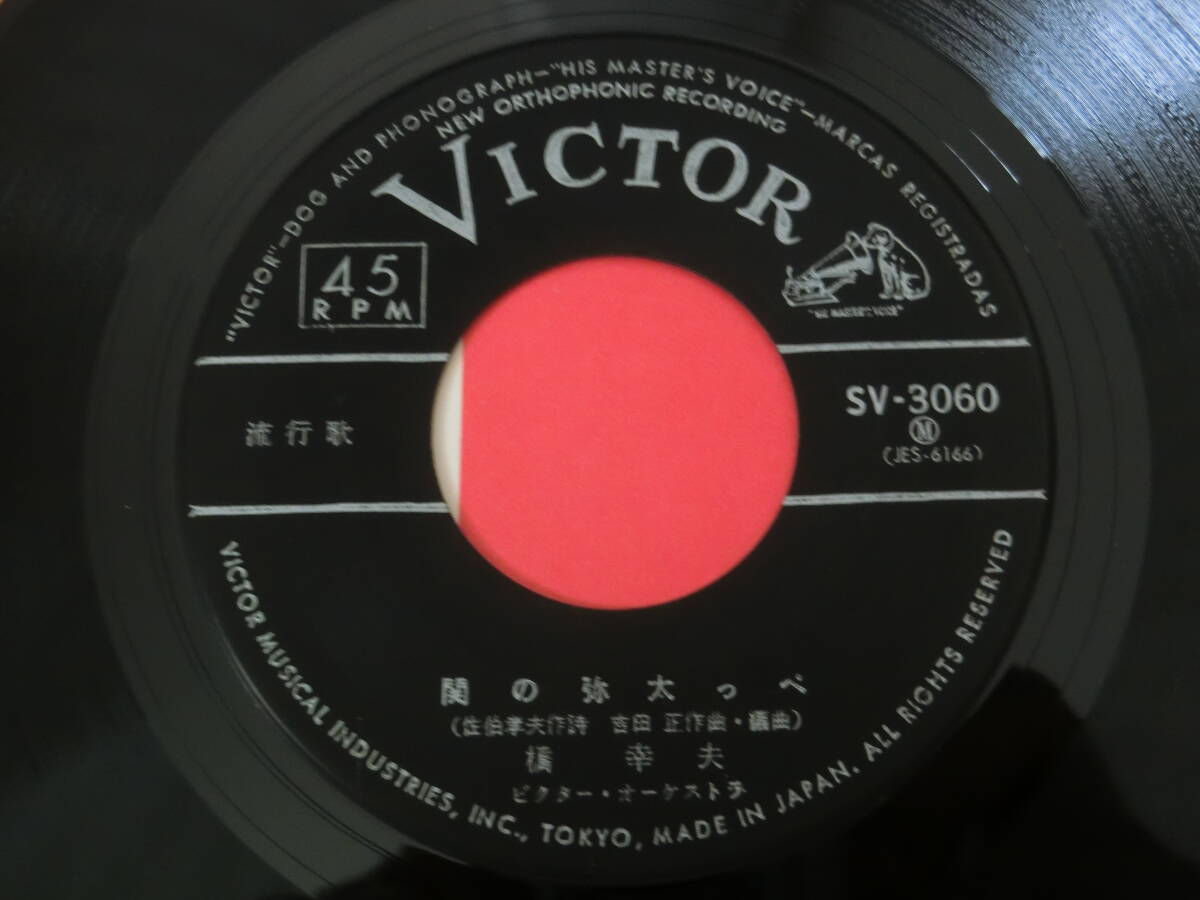 "VICTOR"–DOG AND PHONOGRAPH–"HIS MASTER'S VOICE"–MARCAS REGISTRADAS
NEW ORTHOPHONIC RECORDING
VICTOR
45
RPM
"HIS MASTER'S VOICE"
流行歌
SV-3060
Ⓜ
(JES-6166)
関の弥太っぺ
(佐伯孝夫作詩 吉田 正作曲・編曲)
橋 幸夫
ビクター・オーケストラ
VICTOR MUSICAL INDUSTRIES, INC., TOKYO, MADE IN JAPAN. ALL RIGHTS RESERVED